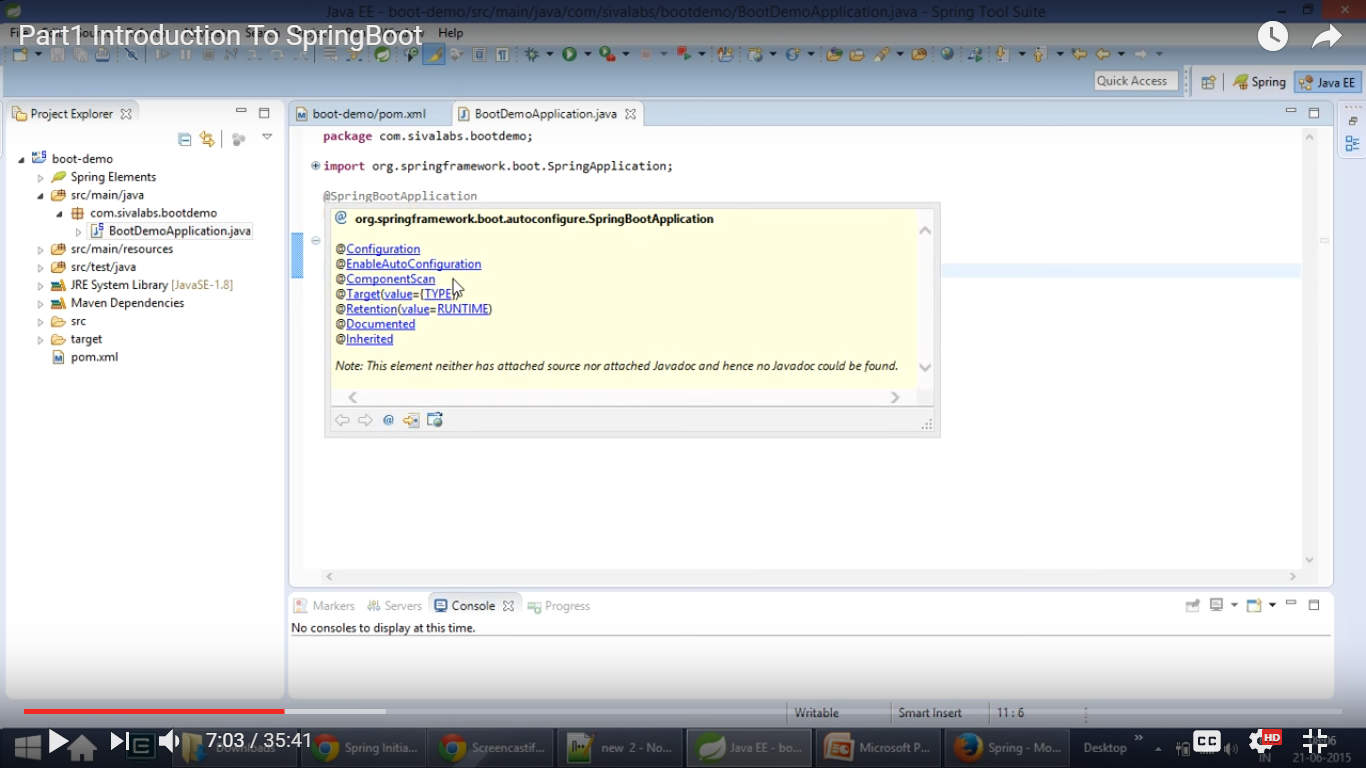 Java EE - boot-demo/src/main/java/com/sivalabs/bootdemo/BootDemoApplication.java - Spring Tool Suite
Part1 Introduction To SpringBoot
Help
Quick Access
Spring
Java EE
Project Explorer
boot-demo/pom.xml
BootDemoApplication.java
boot-demo
Spring Elements
src/main/java
com.sivalabs.bootdemo
BootDemoApplication.java
src/main/resources
src/test/java
JRE System Library [JavaSE-1.8]
Maven Dependencies
src
target
pom.xml
package com.sivalabs.bootdemo;
import org.springframework.boot.SpringApplication;
@SpringBootApplication
@ org.springframework.boot.autoconfigure.SpringBootApplication
@Configuration
@EnableAutoConfiguration
@ComponentScan
@Target(value={TYPE})
@Retention(value=RUNTIME)
@Documented
@Inherited
Note: This element neither has attached source nor attached Javadoc and hence no Javadoc could be found.
Markers
Servers
Console
Progress
No consoles to display at this time.
Writable
Smart Insert
11 : 6
7:03 / 35:41
Downloads
Spring Initia...
Screencastif...
new 2 - No...
Java EE - bo...
Microsoft P...
Spring - Mo...
Desktop
CC
HD
IN
21-06-2015